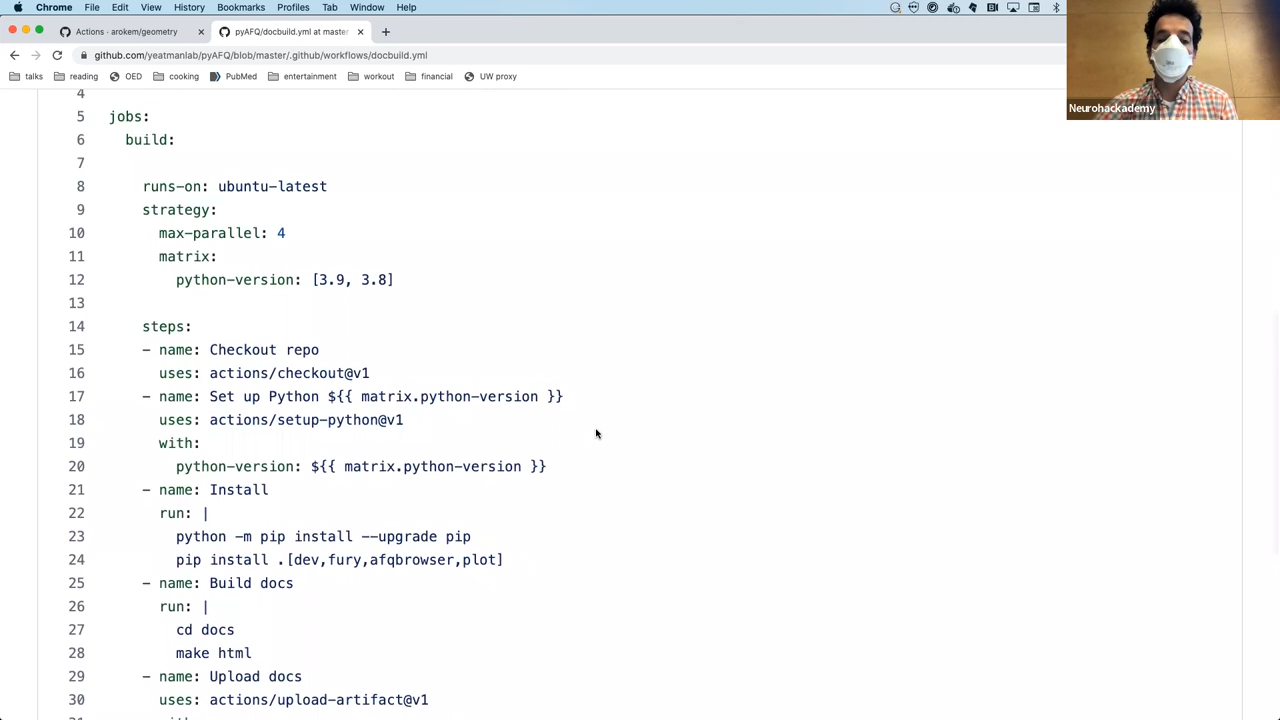 Chrome File Edit View History Bookmarks Profiles Tab Window Help
Actions · arokem/geometry
pyAFQ/docbuild.yml at master
github.com/yeatmanlab/pyAFQ/blob/master/.github/workflows/docbuild.yml
talks reading OED cooking PubMed entertainment workout financial UW proxy
Neurohackademy
4
5 jobs:
6 build:
7
8 runs-on: ubuntu-latest
9 strategy:
10 max-parallel: 4
11 matrix:
12 python-version: [3.9, 3.8]
13
14 steps:
15 - name: Checkout repo
16 uses: actions/checkout@v1
17 - name: Set up Python ${{ matrix.python-version }}
18 uses: actions/setup-python@v1
19 with:
20 python-version: ${{ matrix.python-version }}
21 - name: Install
22 run: |
23 python -m pip install --upgrade pip
24 pip install .[dev,fury,afqbrowser,plot]
25 - name: Build docs
26 run: |
27 cd docs
28 make html
29 - name: Upload docs
30 uses: actions/upload-artifact@v1